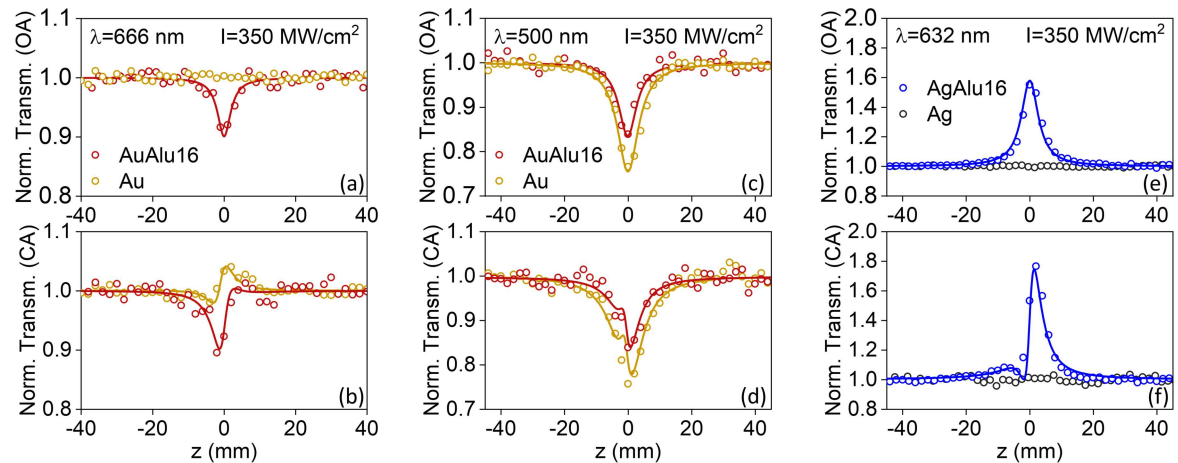 Norm. Transm. (OA)
1.1
1.0
0.9
0.8
λ=666 nm I=350 MW/cm²
AuAlu16
Au
(a)
-40 -20 0 20 40
Norm. Transm. (CA)
1.1
1.0
0.9
0.8
(b)
-40 -20 0 20 40
z (mm)
Norm. Transm. (OA)
1.1
1.0
0.9
0.8
0.7
λ=500 nm I=350 MW/cm²
AuAlu16
Au
(c)
-40 -20 0 20 40
Norm. Transm. (CA)
1.1
1.0
0.9
0.8
0.7
(d)
-40 -20 0 20 40
z (mm)
Norm. Transm. (OA)
2.0
1.8
1.6
1.4
1.2
1.0
0.8
λ=632 nm I=350 MW/cm²
AgAlu16
Ag
(e)
-40 -20 0 20 40
Norm. Transm. (CA)
2.0
1.8
1.6
1.4
1.2
1.0
0.8
(f)
-40 -20 0 20 40
z (mm)